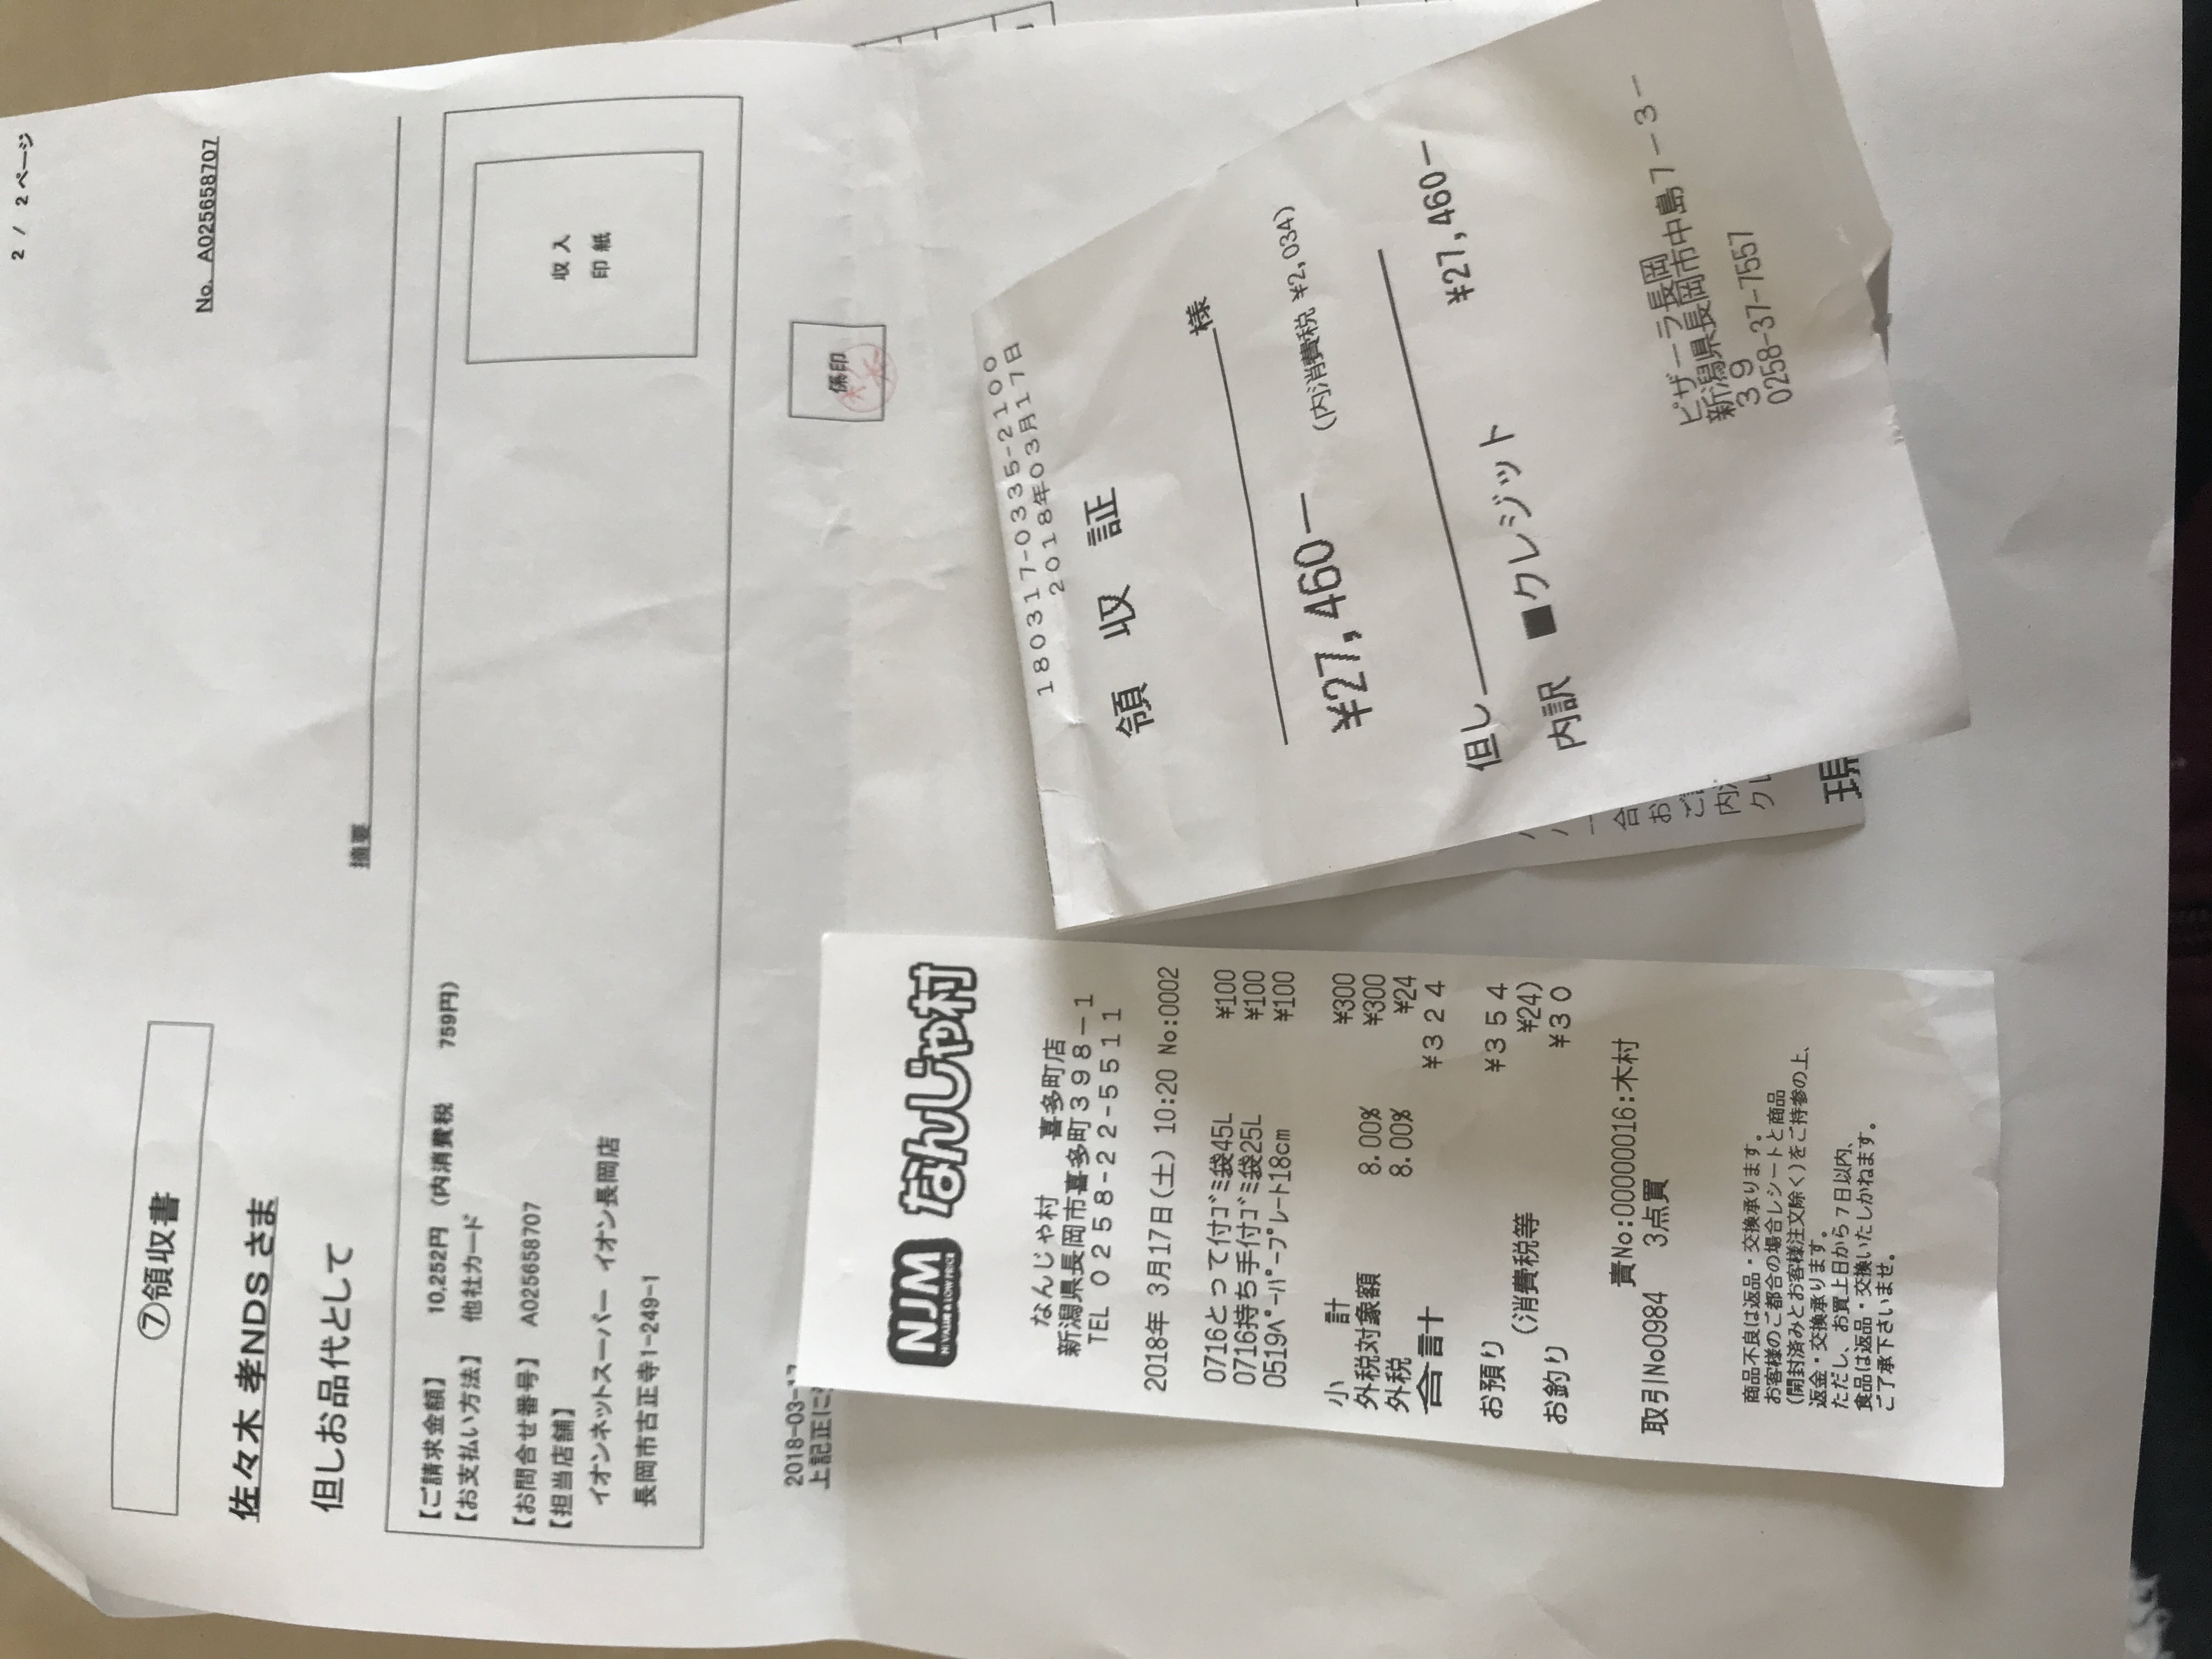 2 / 2ページ
⑦領収書
No. A025658707
佐々木 孝NDS さま
但しお品代として
摘要
【ご請求金額】 10,252円 (内消費税 759円)
【お支払い方法】 他社カード
【お問合せ番号】 A025658707
【担当店舗】
イオンネットスーパー イオン長岡店
長岡市古正寺1-249-1
収入
印紙
2018-03-17
上記正に
係印
NJM なんじゃ村
HI VALUE & LOW PRICE
なんじゃ村 喜多町店
新潟県長岡市喜多町398-1
TEL 0258-22-5511
2018年 3月17日(土) 10:20 No:0002
0716とって付ゴミ袋45L ¥100
0716持ち手付ゴミ袋25L ¥100
0519ペーパープレート18cm ¥100
小 計 ¥300
外税対象額 8.00% ¥300
外税 8.00% ¥24
合計 ¥324
お預り ¥354
(消費税等 ¥24)
お釣り ¥30
責No:00000016:木村
取引No0984 3点買
商品不良は返品・交換承ります。
お客様のご都合の場合レシートと商品
(開封済みとお客様注文除く)をご持参の上、
返金・交換承ります。
ただし、お買上日から7日以内、
食品は返品・交換いたしかねます。
ご了承下さいませ。
180317-0335-2100
2018年03月17日
領 収 証
様
¥27,460ー (内消費税 ¥2,034)
但し
¥27,460ー
内訳 ■クレジット
ピザーラ長岡
新潟県長岡市中島7-3-
39
0258-37-7557
合
お
ご
内
ク
現